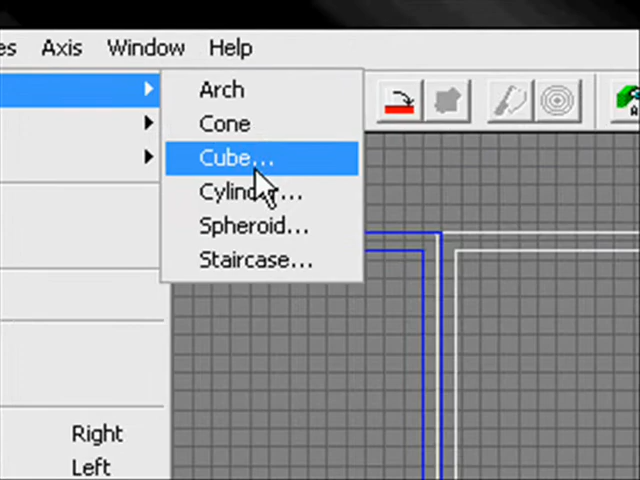 es Axis Window Help
Arch
Cone
Cube...
Cylinder...
Spheroid...
Staircase...
Right
Left
A